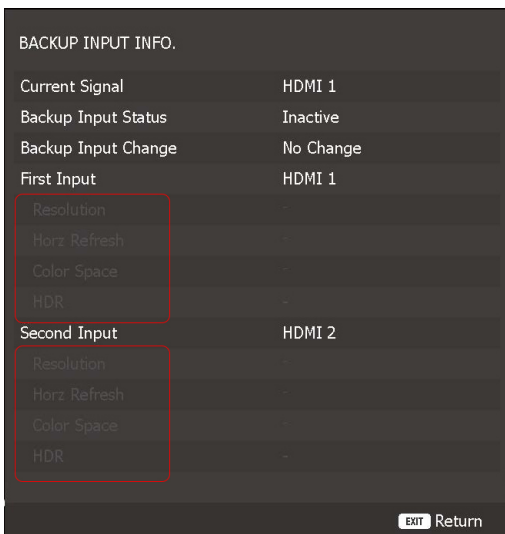 BACKUP INPUT INFO.
Current Signal HDMI 1
Backup Input Status Inactive
Backup Input Change No Change
First Input HDMI 1
Resolution -
Horz Refresh -
Color Space -
HDR -
Second Input HDMI 2
Resolution -
Horz Refresh -
Color Space -
HDR -
EXIT Return